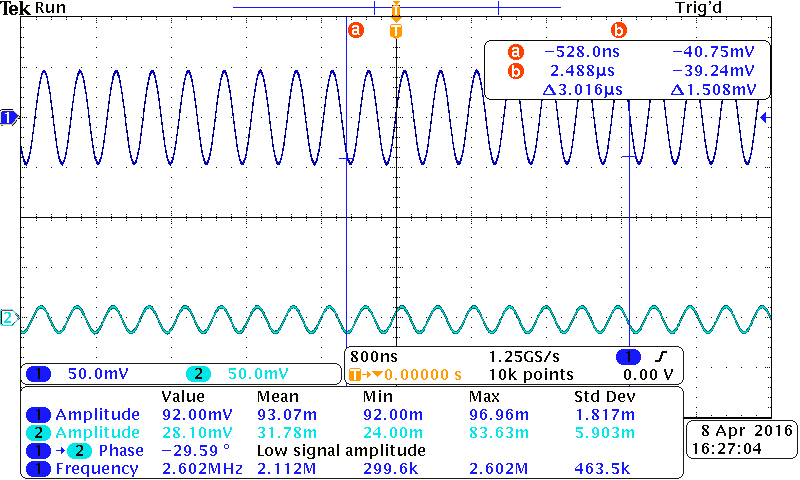 Tek Run Trig'd
T
a b
T
a −528.0ns −40.75mV
b 2.488µs −39.24mV
Δ3.016µs Δ1.508mV
1
2
1 50.0mV 2 50.0mV
800ns 1.25GS/s 1
T→▼0.00000 s 10k points 0.00 V
Value Mean Min Max Std Dev
1 Amplitude 92.00mV 93.07m 92.00m 96.96m 1.817m
2 Amplitude 28.10mV 31.78m 24.00m 83.63m 5.903m
1 → 2 Phase −29.59 ° Low signal amplitude
1 Frequency 2.602MHz 2.112M 299.6k 2.602M 463.5k
8 Apr 2016
16:27:04